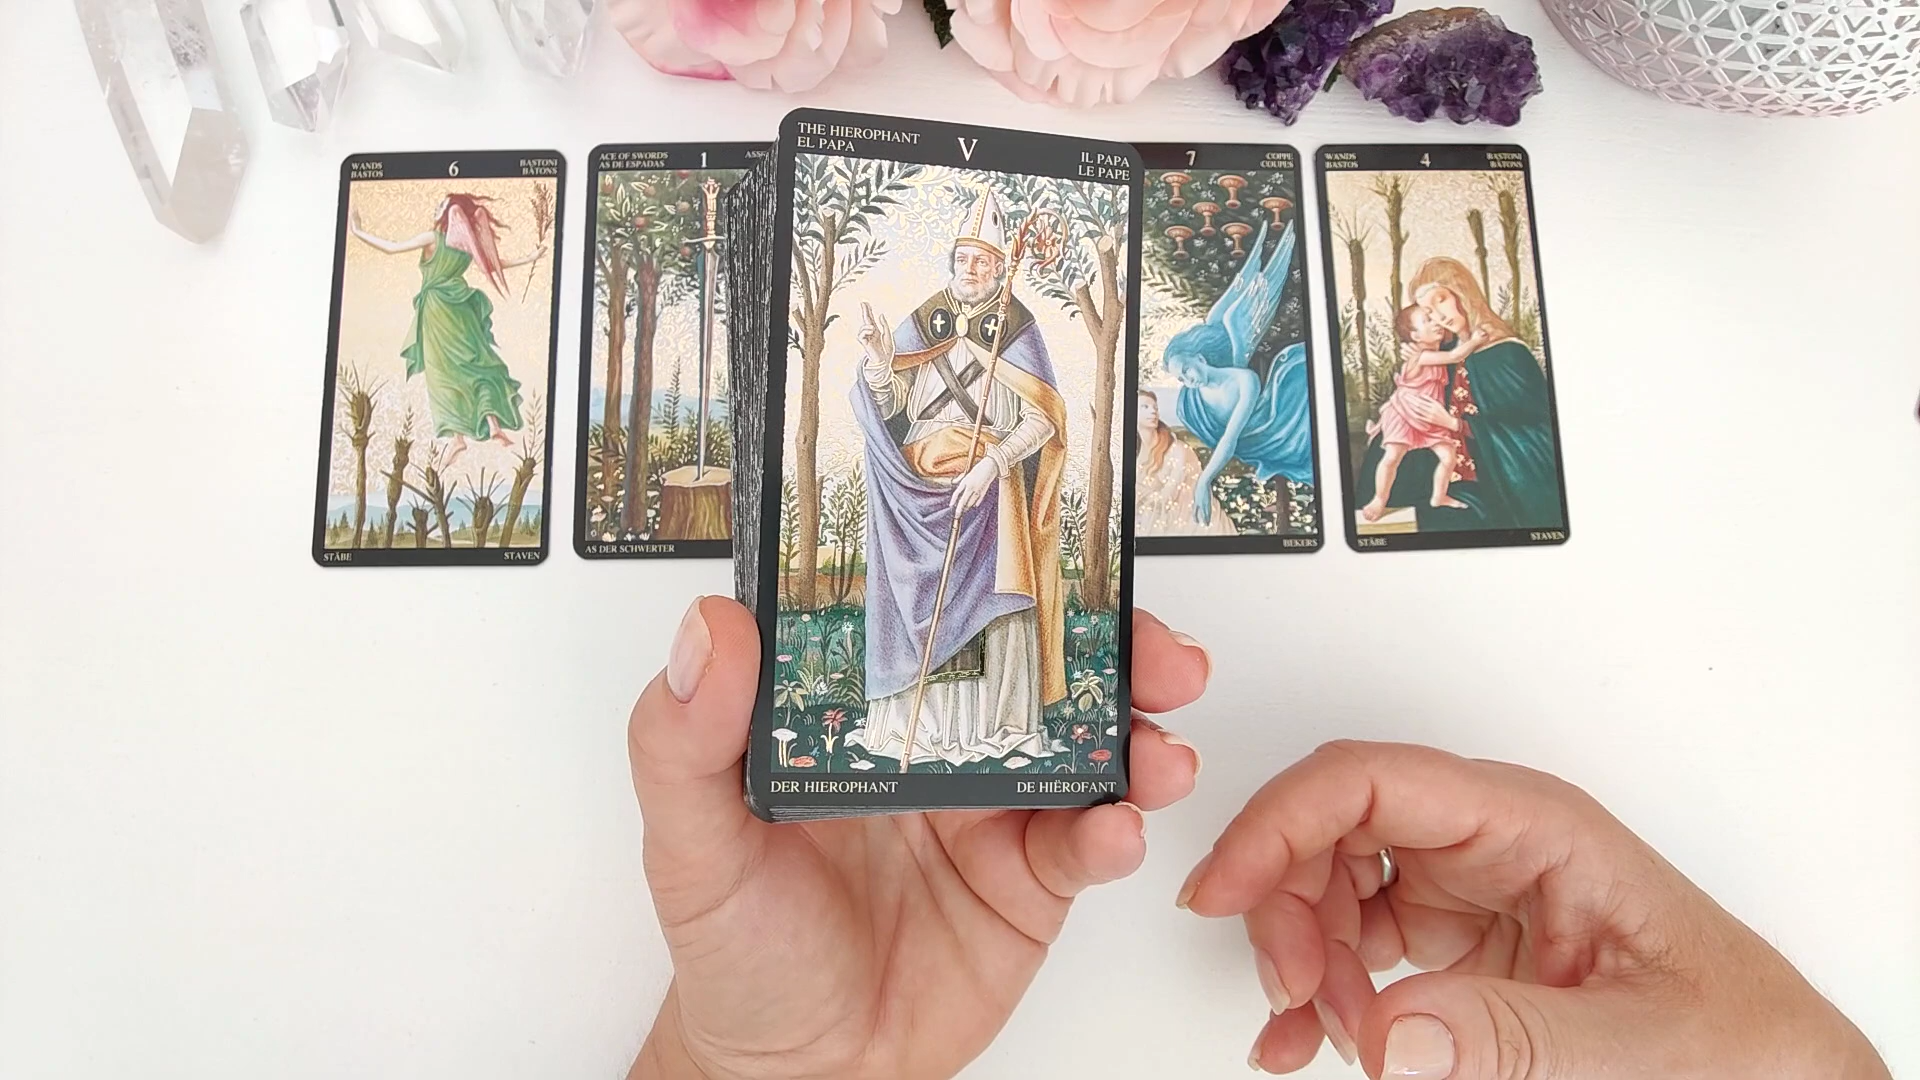 WANDS
BASTOS
6
BASTONI
BÂTONS
STÄBE
STAVEN
ACE OF SWORDS
AS DE ESPADAS
1
ASSE
AS DER SCHWERTER
THE HIEROPHANT
EL PAPA
V
IL PAPA
LE PAPE
DER HIEROPHANT
DE HIËROFANT
7
COPPE
COUPES
BEKERS
WANDS
BASTOS
4
BASTONI
BÂTONS
STÄBE
STAVEN